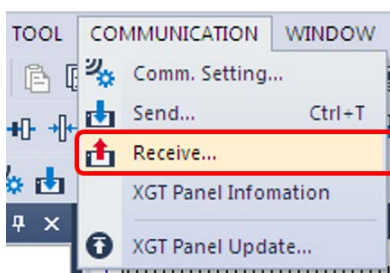 TOOL COMMUNICATION WINDOW
Comm. Setting...
Send... Ctrl+T
Receive...
XGT Panel Infomation
XGT Panel Update...